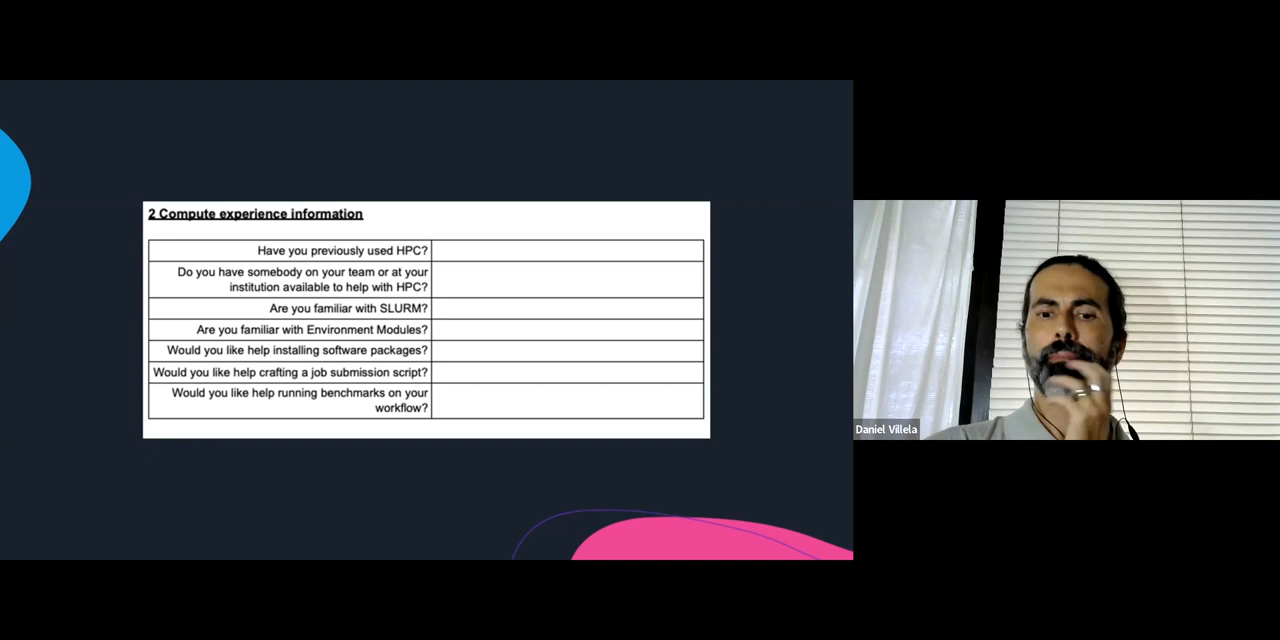 2 Compute experience information
Have you previously used HPC?
Do you have somebody on your team or at your
institution available to help with HPC?
Are you familiar with SLURM?
Are you familiar with Environment Modules?
Would you like help installing software packages?
Would you like help crafting a job submission script?
Would you like help running benchmarks on your
workflow?
Daniel Villela